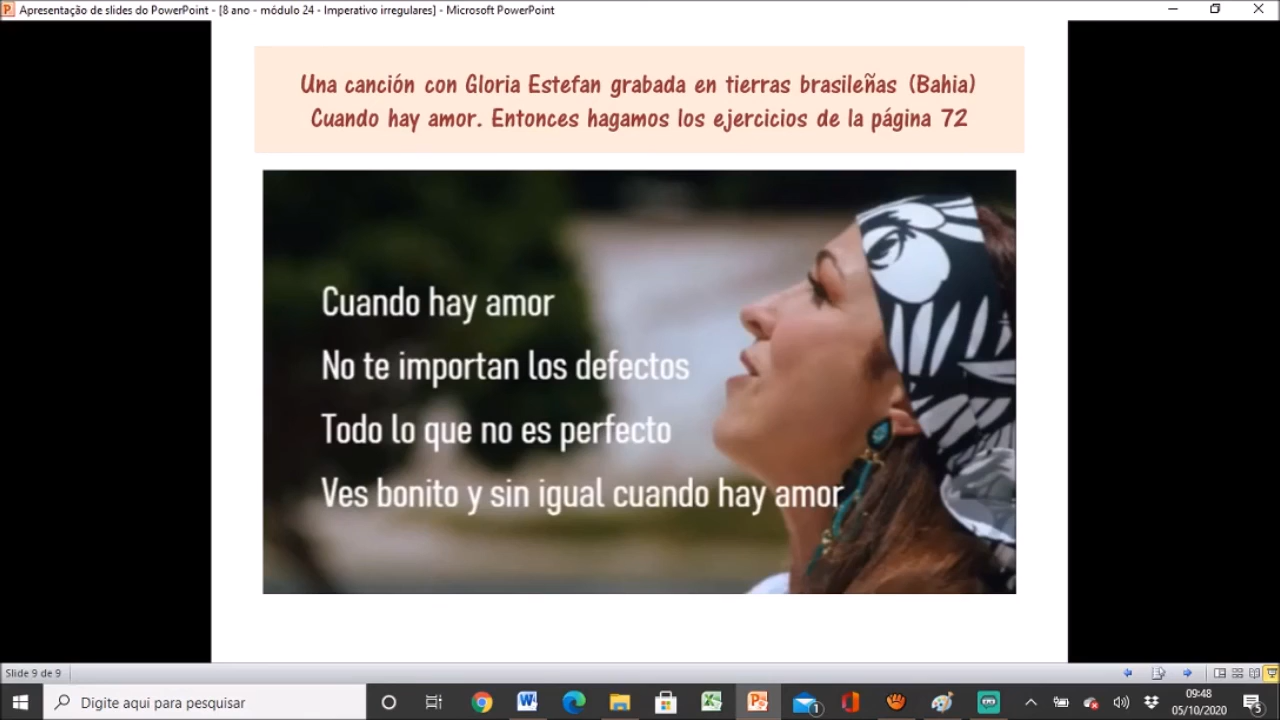 Apresentação de slides do PowerPoint - [8 ano - módulo 24 - Imperativo irregulares] - Microsoft PowerPoint
Una canción con Gloria Estefan grabada en tierras brasileñas (Bahia)
Cuando hay amor. Entonces hagamos los ejercicios de la página 72
Cuando hay amor
No te importan los defectos
Todo lo que no es perfecto
Ves bonito y sin igual cuando hay amor
Slide 9 de 9
Digite aqui para pesquisar
1
09:48
05/10/2020
5